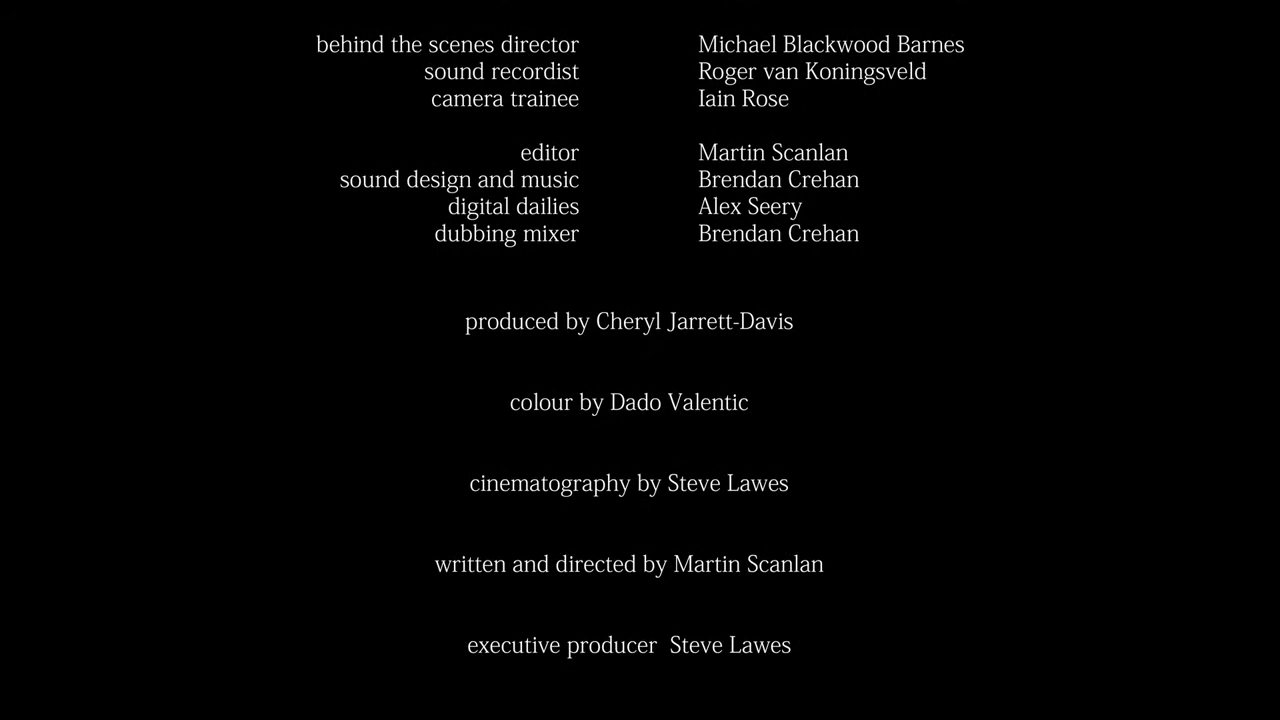 behind the scenes director Michael Blackwood Barnes
sound recordist Roger van Koningsveld
camera trainee Iain Rose
editor Martin Scanlan
sound design and music Brendan Crehan
digital dailies Alex Seery
dubbing mixer Brendan Crehan
produced by Cheryl Jarrett-Davis
colour by Dado Valentic
cinematography by Steve Lawes
written and directed by Martin Scanlan
executive producer Steve Lawes